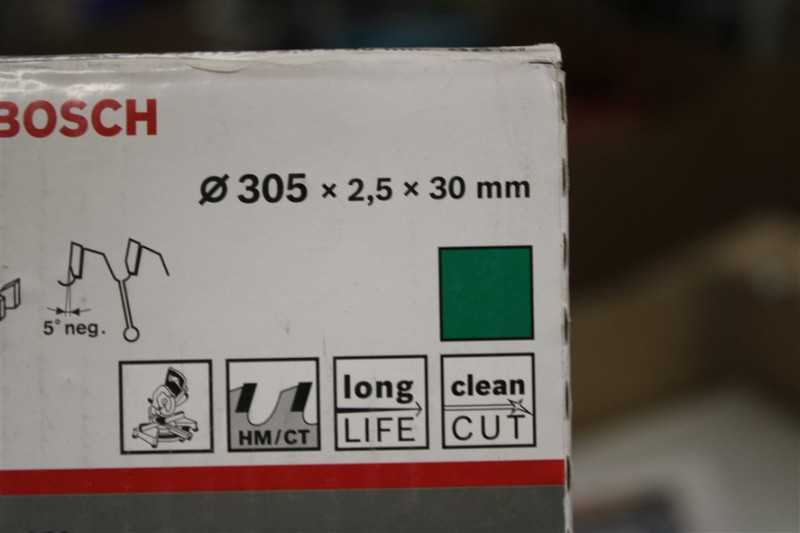 BOSCH
Ø 305 × 2,5 × 30 mm
5° neg.
HM/CT
long
LIFE
clean
CUT